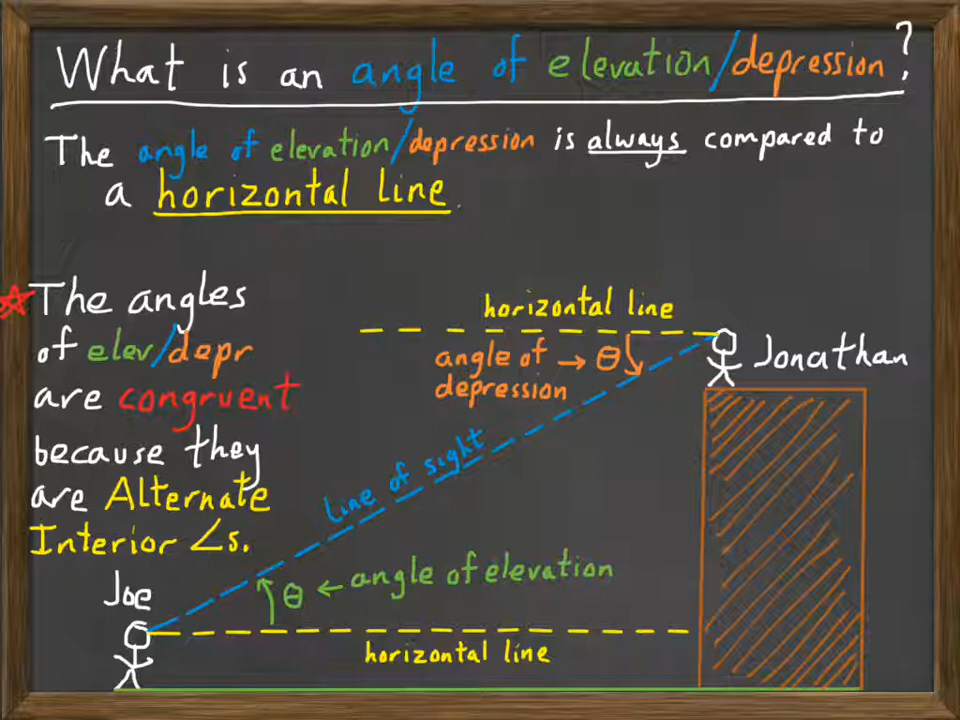 What is an angle of elevation/depression?
The angle of elevation/depression is always compared to
a horizontal line.
☆The angles
of elev/depr
are congruent
because they
are Alternate
Interior ∠s.
horizontal line
angle of → θ
depression
Jonathan
line of sight
Joe
θ ← angle of elevation
horizontal line